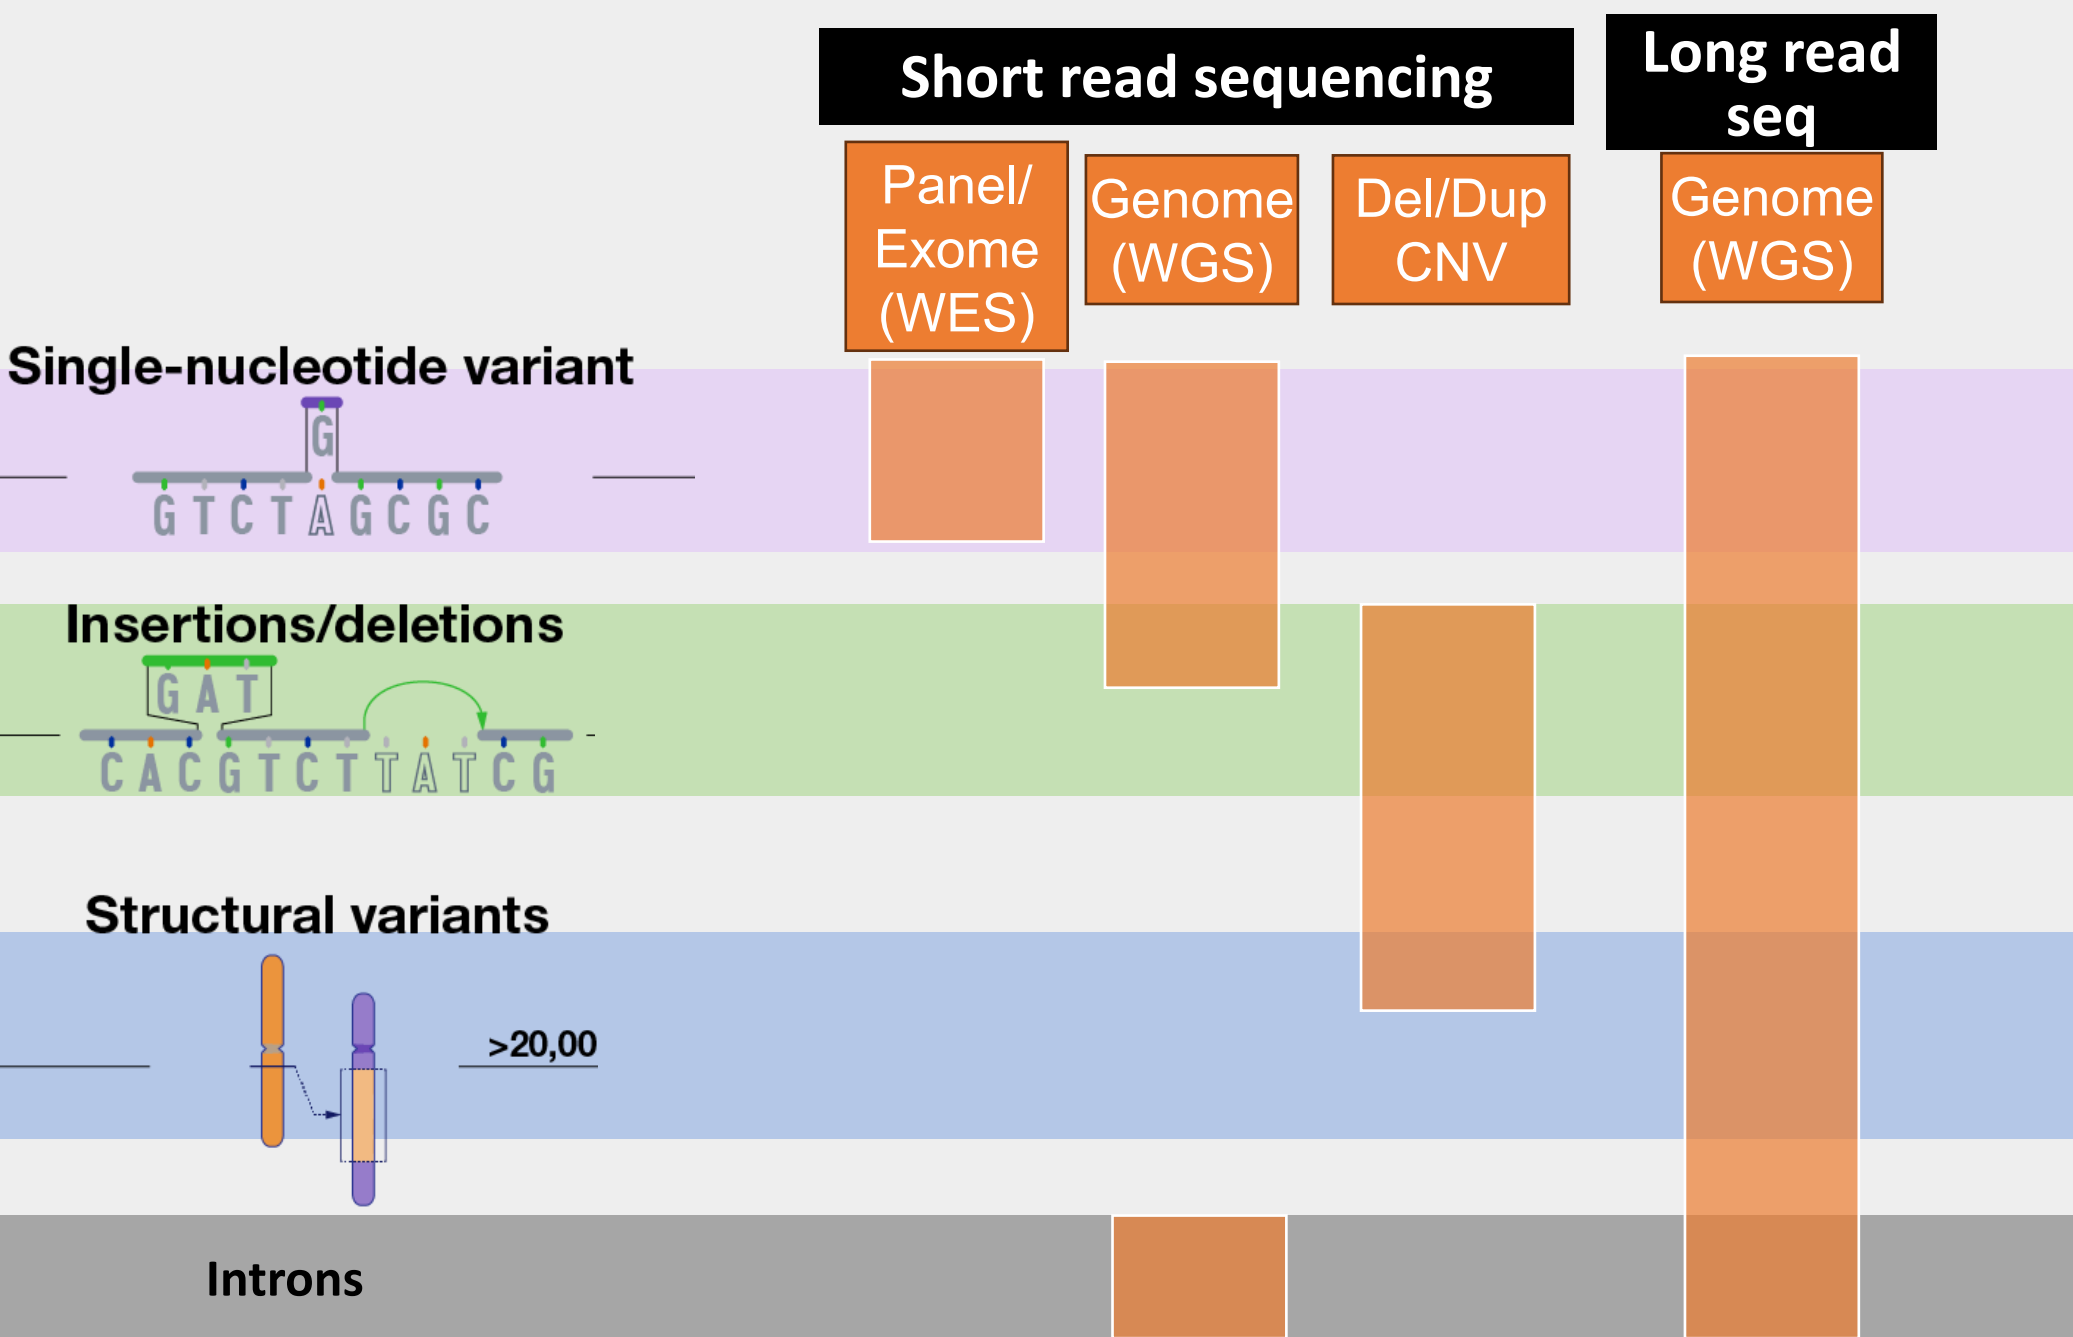 Short read sequencing
Long read
seq
Panel/
Exome
(WES)
Genome
(WGS)
Del/Dup
CNV
Genome
(WGS)
Single-nucleotide variant
G
G T C T A G C G C
Insertions/deletions
G A T
C A C G T C T T A T C G
Structural variants
>20,00
Introns